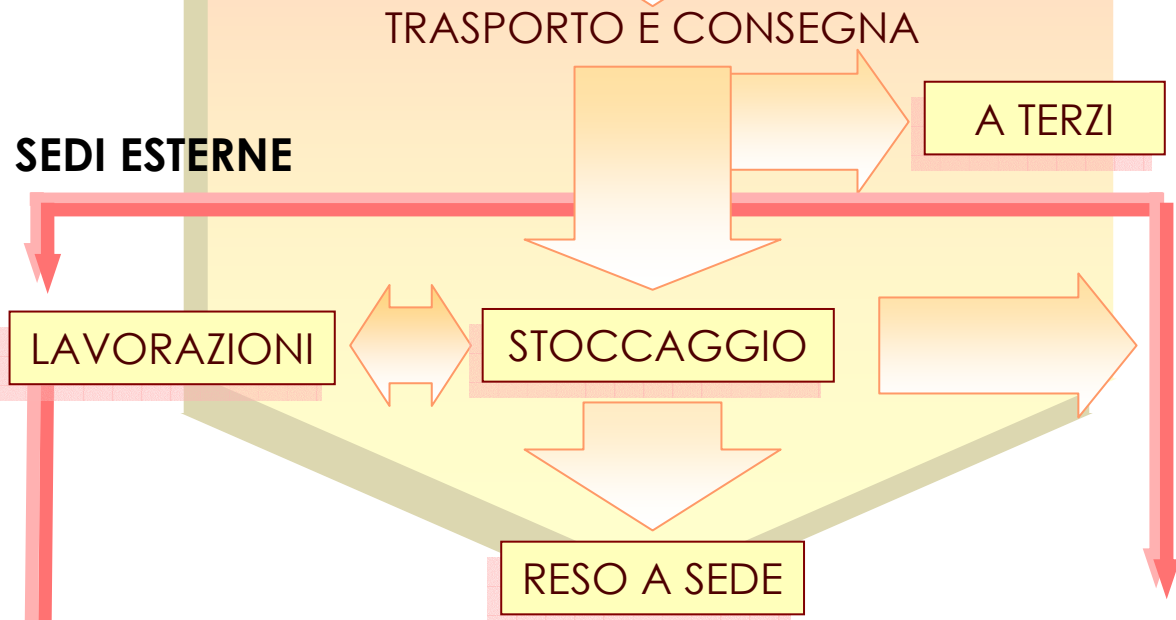 TRASPORTO E CONSEGNA
A TERZI
SEDI ESTERNE
LAVORAZIONI
STOCCAGGIO
RESO A SEDE